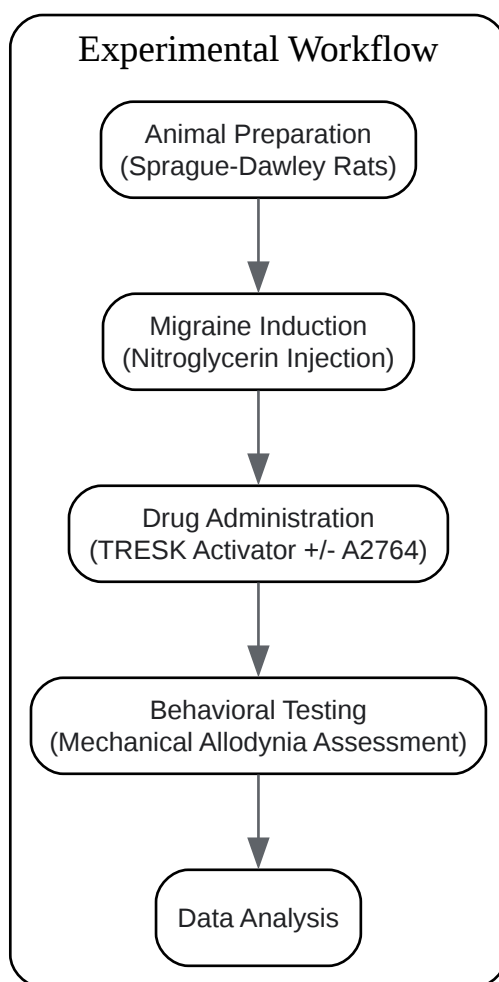 Experimental Workflow
Animal Preparation
(Sprague-Dawley Rats)
Migraine Induction
(Nitroglycerin Injection)
Drug Administration
(TRESK Activator +/- A2764)
Behavioral Testing
(Mechanical Allodynia Assessment)
Data Analysis